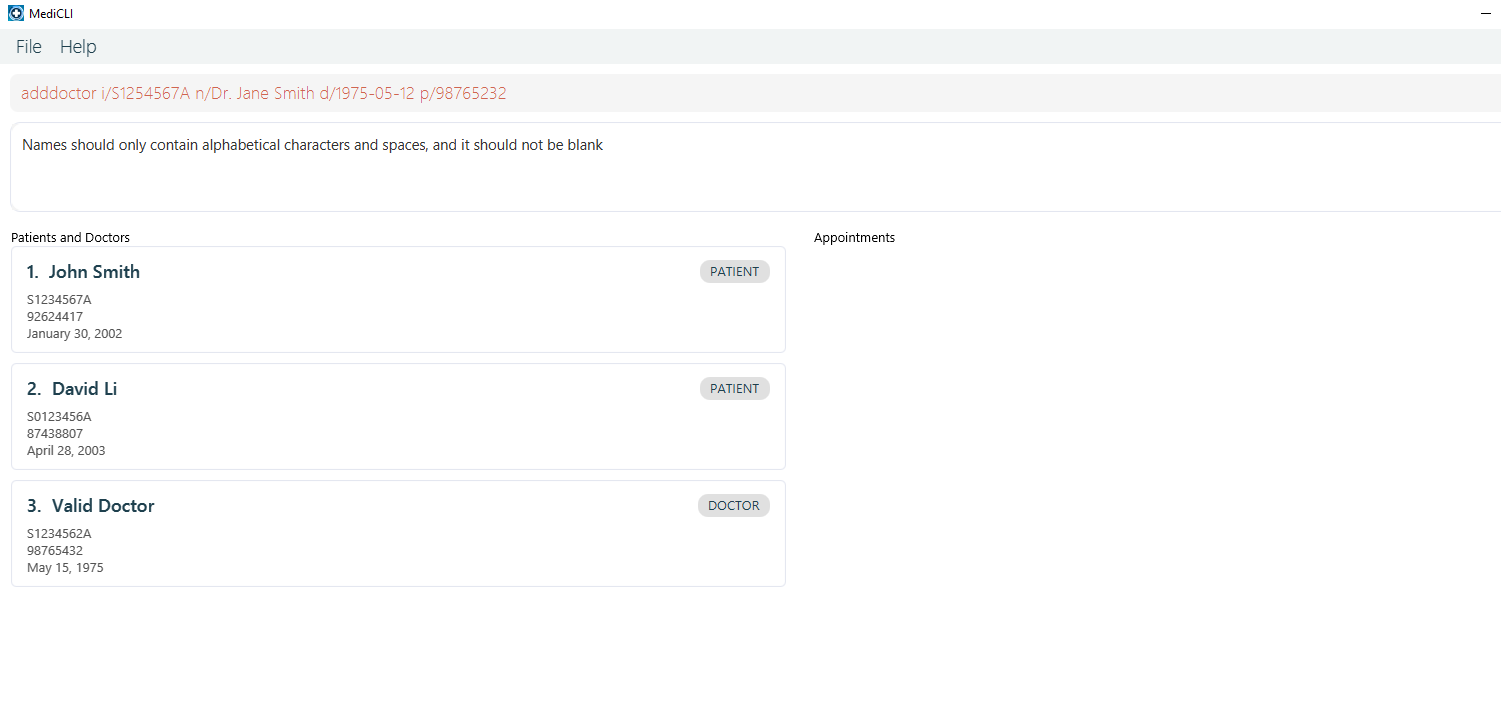 MediCLI
File Help
adddoctor i/S1254567A n/Dr. Jane Smith d/1975-05-12 p/98765232
Names should only contain alphabetical characters and spaces, and it should not be blank
Patients and Doctors
1. John Smith
PATIENT
S1234567A
92624417
January 30, 2002
2. David Li
PATIENT
S0123456A
87438807
April 28, 2003
3. Valid Doctor
DOCTOR
S1234562A
98765432
May 15, 1975
Appointments